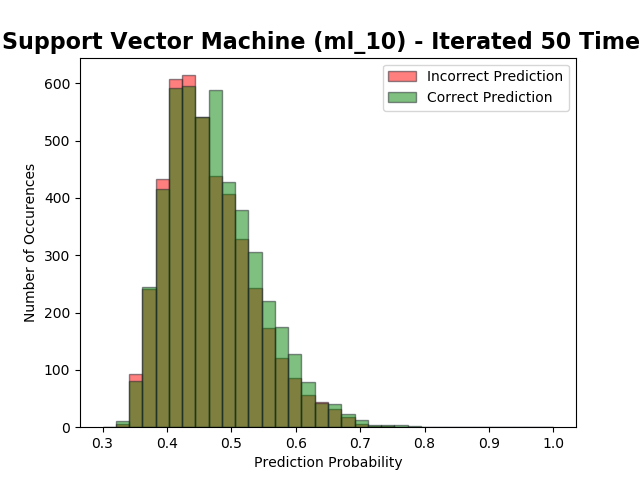 Support Vector Machine (ml_10) - Iterated 50 Time
Incorrect Prediction
Correct Prediction
Number of Occurences
600
500
400
300
200
100
0
0.3 0.4 0.5 0.6 0.7 0.8 0.9 1.0
Prediction Probability